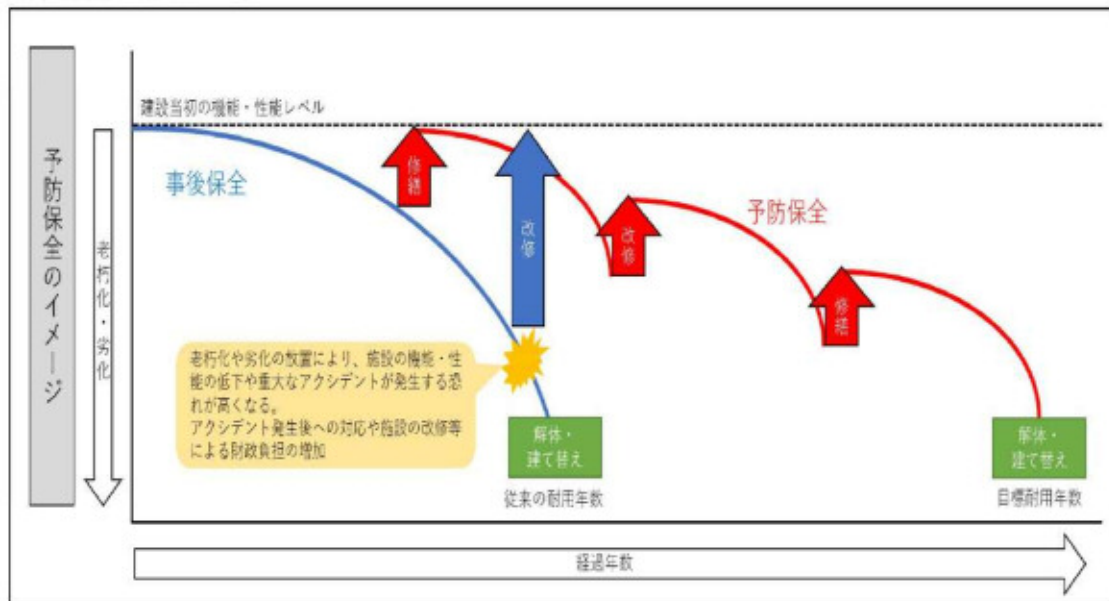 予防保全のイメージ
老朽化・劣化
建設当初の機能・性能レベル
事後保全
修繕
改修
改修
予防保全
修繕
老朽化や劣化の放置により、施設の機能・性
能の低下や重大なアクシデントが発生する恐
れが高くなる。
アクシデント発生後への対応や施設の改修等
による財政負担の増加
解体・
建て替え
従来の耐用年数
解体・
建て替え
目標耐用年数
経過年数